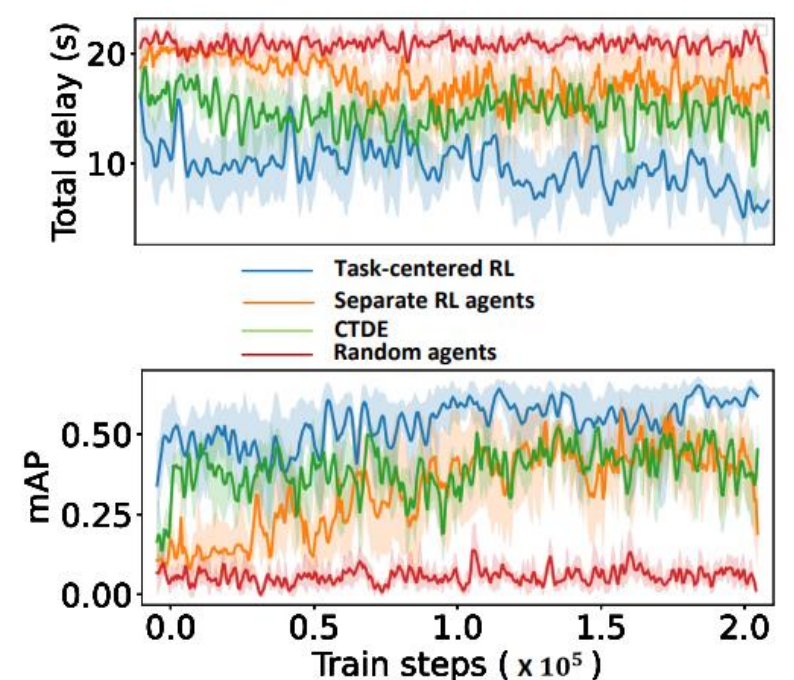 Total delay (s)
20
10
Task-centered RL
Separate RL agents
CTDE
Random agents
mAP
0.50
0.25
0.00
0.0 0.5 1.0 1.5 2.0
Train steps ( x 10⁵ )